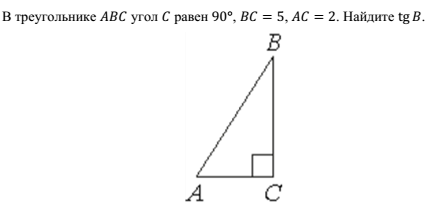 В треугольнике ABC угол C равен 90°, BC = 5, AC = 2. Найдите tg B.
B
A C